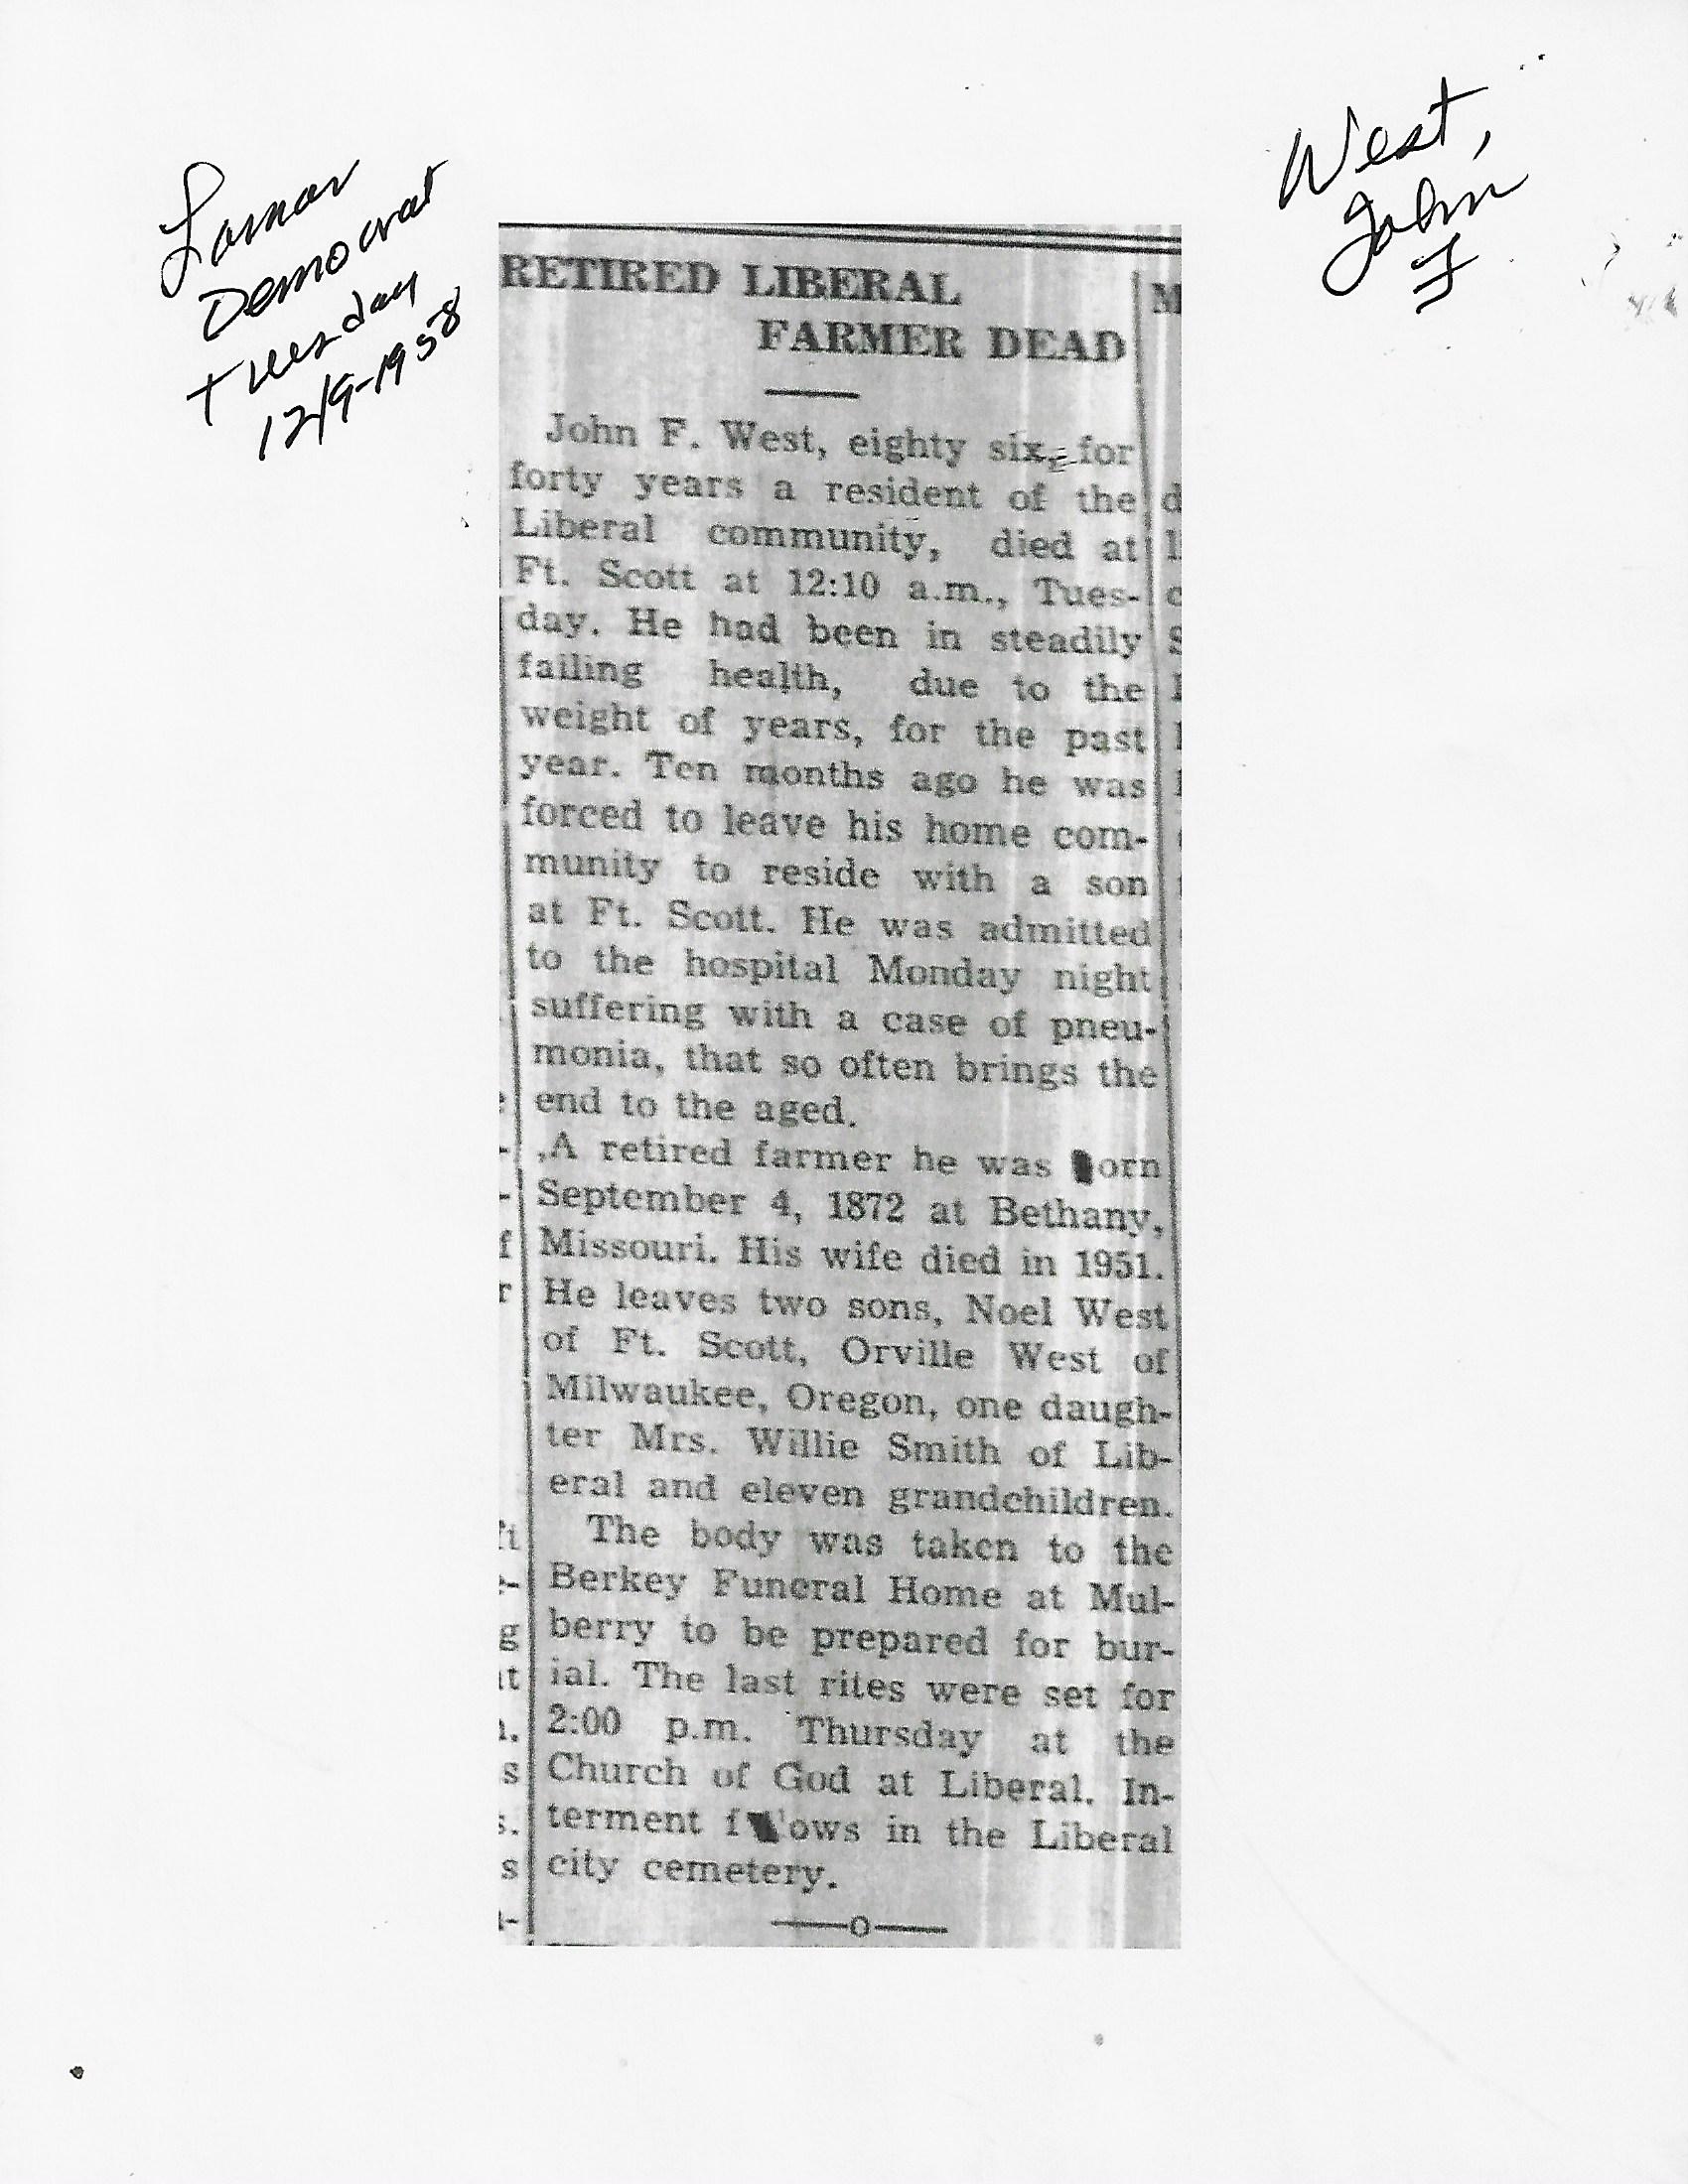 Lamar
Democrat
Tuesday
12/9-1958
West,
John
F
RETIRED LIBERAL
FARMER DEAD
John F. West, eighty six, for
forty years a resident of the
Liberal community, died at
Ft. Scott at 12:10 a.m., Tues-
day. He had been in steadily
failing health, due to the
weight of years, for the past
year. Ten months ago he was
forced to leave his home com-
munity to reside with a son
at Ft. Scott. He was admitted
to the hospital Monday night
suffering with a case of pneu-
monia, that so often brings the
end to the aged.
,A retired farmer he was orn
September 4, 1872 at Bethany,
Missouri. His wife died in 1951.
He leaves two sons, Noel West
of Ft. Scott, Orville West of
Milwaukee, Oregon, one daugh-
ter Mrs. Willie Smith of Lib-
eral and eleven grandchildren.
The body was taken to the
Berkey Funeral Home at Mul-
berry to be prepared for bur-
ial. The last rites were set for
2:00 p.m. Thursday at the
Church of God at Liberal. In-
terment f ows in the Liberal
city cemetery.
—o—